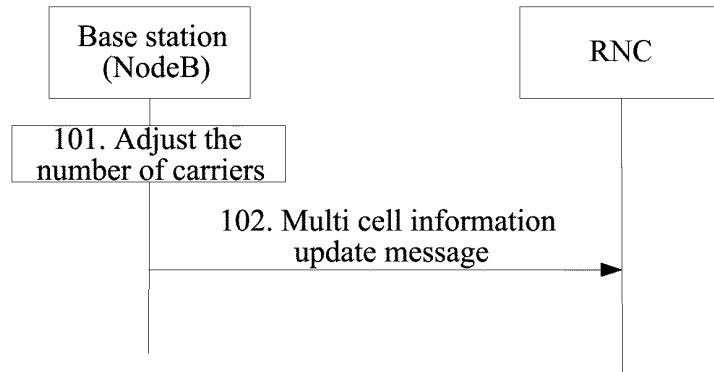 Base station
(NodeB)
RNC
101. Adjust the
number of carriers
102. Multi cell information
update message